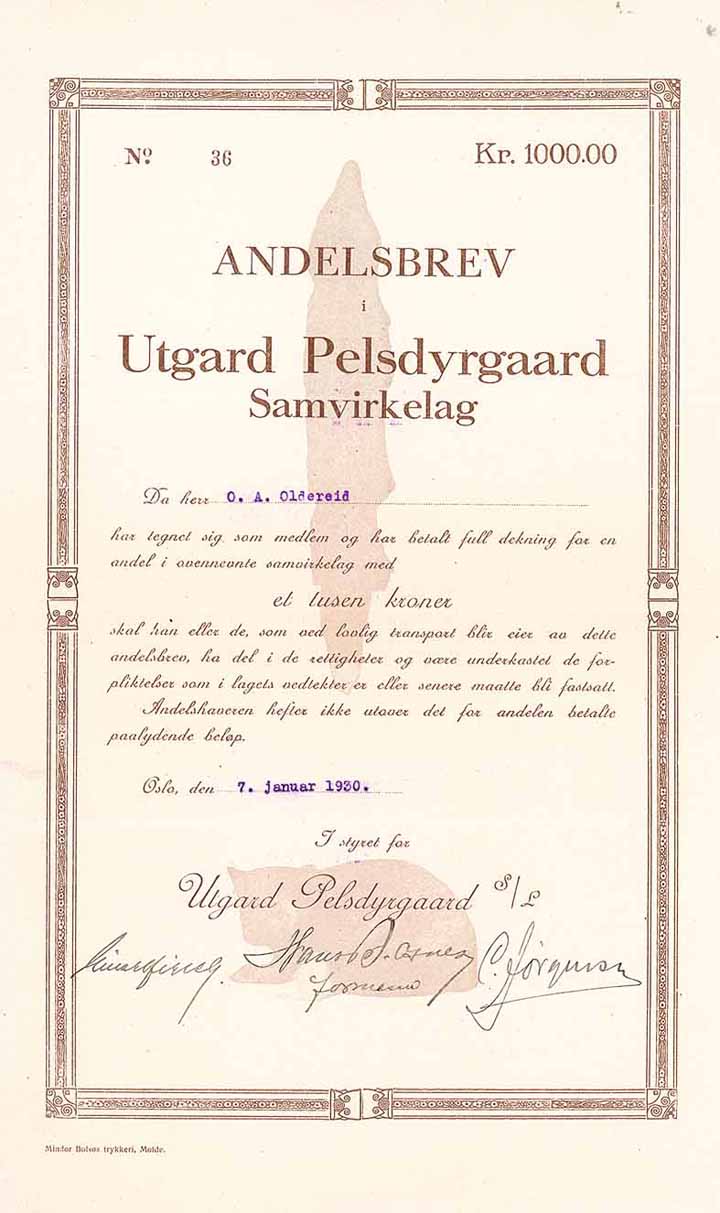 Nº 36 Kr. 1000.00
ANDELSBREV
i
Utgard Pelsdyrgaard
Samvirkelag
Da herr O. A. Oldereid
har tegnet sig som medlem og har betalt full dekning for en
andel i ovennevnte samvirkelag med
et tusen kroner
skal han eller de, som ved lovlig transport blir eier av dette
andelsbrev, ha del i de rettigheter og være underkastet de for-
pliktelser som i lagets vedtekter er eller senere maatte bli fastsatt.
Andelshaveren hefter ikke utover det for andelen betalte
paalydende beløp.
Oslo, den 7. januar 1930.
I styret for
Utgard Pelsdyrgaard S/L
C. Jørgensen
formann
Mindor Bolsøs trykkeri, Molde.